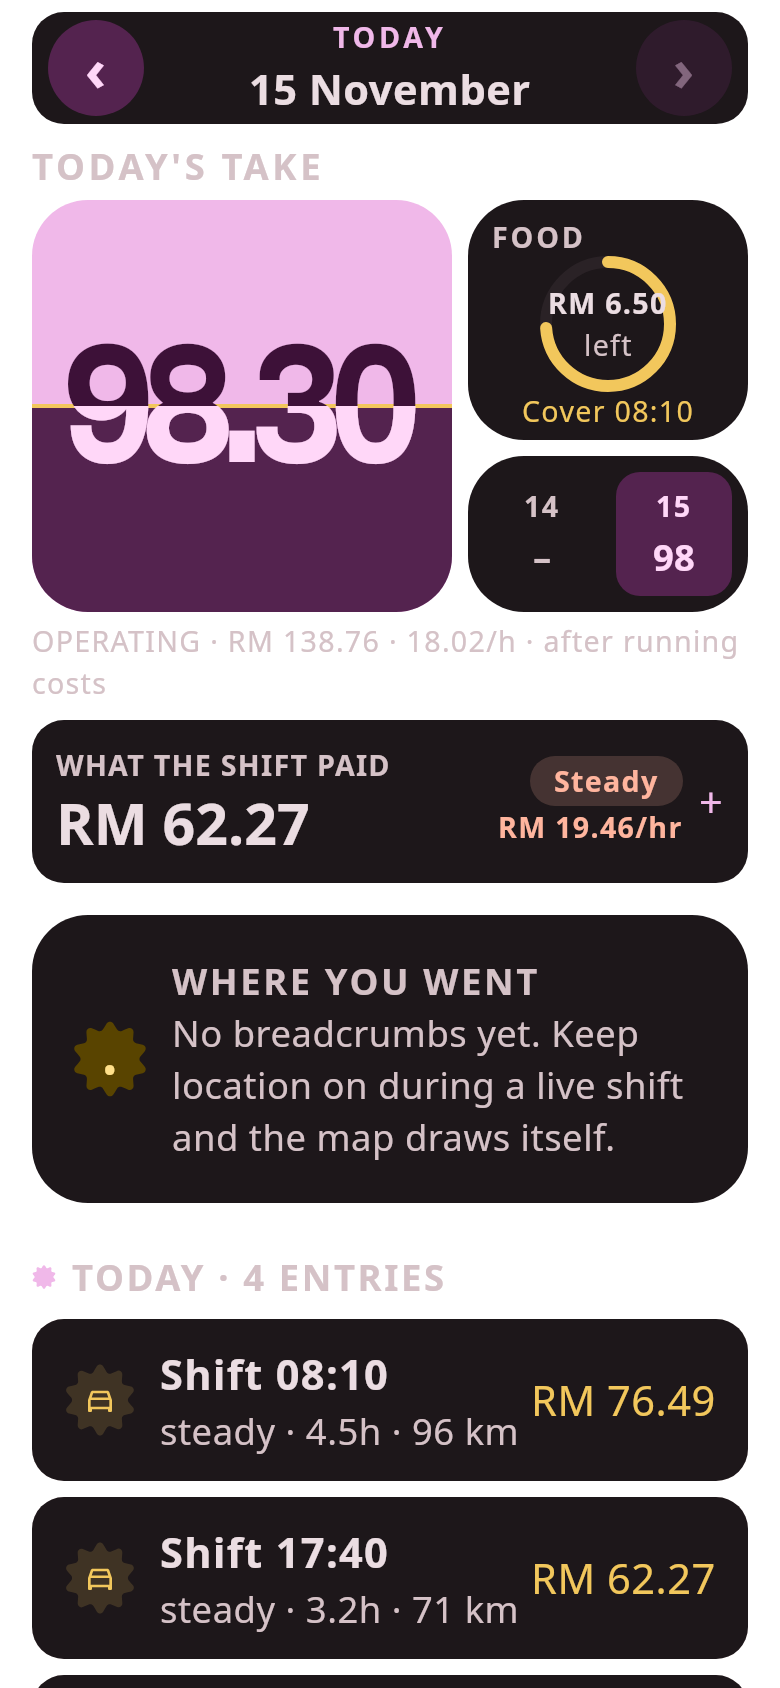 ‹
TODAY
15 November
›
TODAY'S TAKE
98.30
FOOD
RM 6.50
left
Cover 08:10
14
–
15
98
OPERATING · RM 138.76 · 18.02/h · after running
costs
WHAT THE SHIFT PAID
RM 62.27
Steady
RM 19.46/hr
+
WHERE YOU WENT
No breadcrumbs yet. Keep
location on during a live shift
and the map draws itself.
TODAY · 4 ENTRIES
Shift 08:10
steady · 4.5h · 96 km
RM 76.49
Shift 17:40
steady · 3.2h · 71 km
RM 62.27